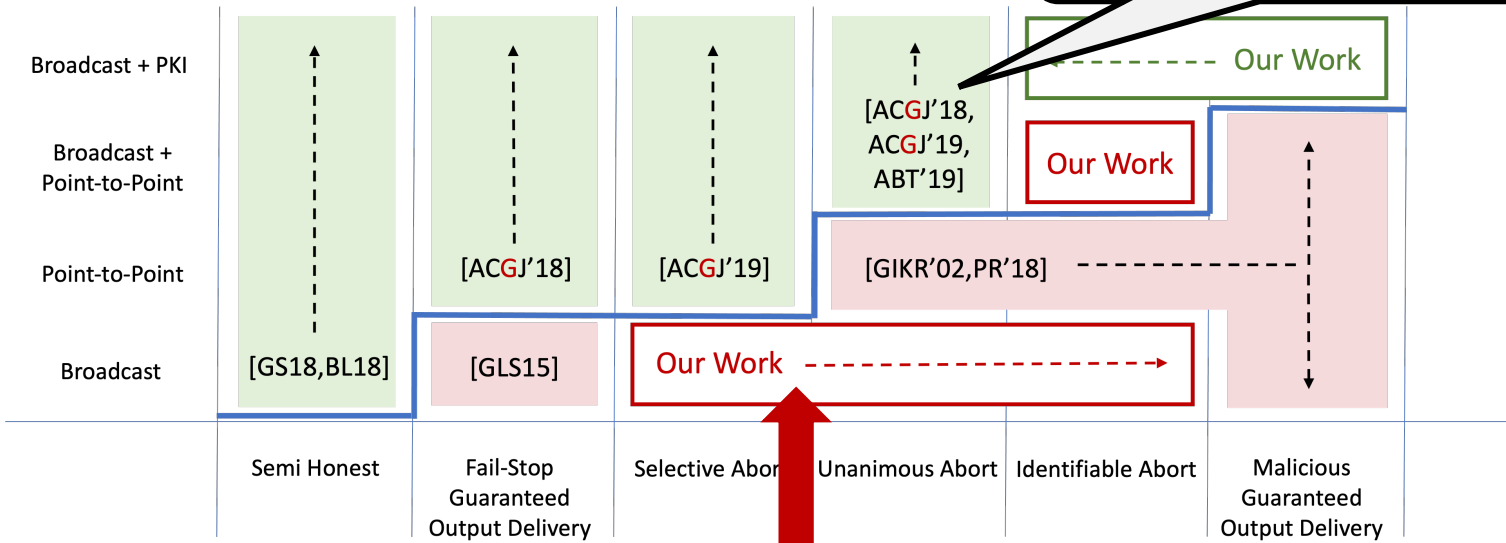 Broadcast + PKI
Our Work
[ACGJ'18,
ACGJ'19,
ABT'19]
Broadcast +
Point-to-Point
Our Work
Point-to-Point
[ACGJ'18]
[ACGJ'19]
[GIKR'02,PR'18]
Broadcast
[GS18,BL18]
[GLS15]
Our Work
Semi Honest
Fail-Stop
Guaranteed
Output Delivery
Selective Abor
Unanimous Abort
Identifiable Abort
Malicious
Guaranteed
Output Delivery